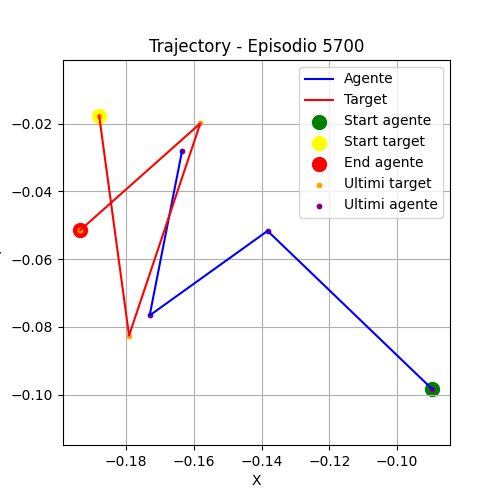 Trajectory - Episodio 5700
Agente
Target
Start agente
Start target
End agente
Ultimi target
Ultimi agente
−0.02
−0.04
−0.06
−0.08
−0.10
−0.18
−0.16
−0.14
−0.12
−0.10
X